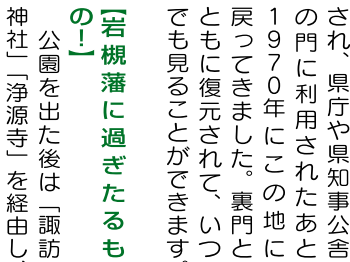 され、県庁や県知事公舎
の門に利用されたあと
1970年にこの地に
戻ってきました。裏門と
ともに復元されて、いつ
でも見ることができます。
【岩槻藩に過ぎたるも
の！】
公園を出た後は「諏訪
神社」「浄源寺」を経由し、